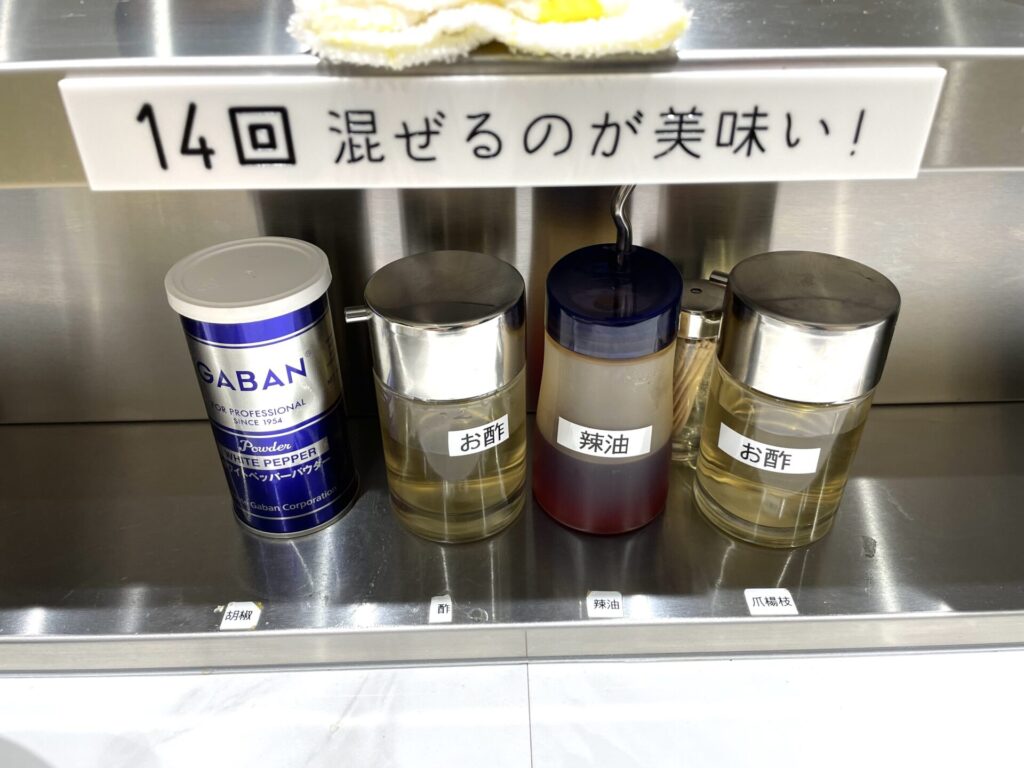 14回 混ぜるのが美味い!
GABAN®
FOR PROFESSIONAL
SINCE 1954
Powder
WHITE PEPPER
ホワイトペッパーパウダー
Gaban Corporation
お酢
辣油
お酢
胡椒
酢
辣油
爪楊枝